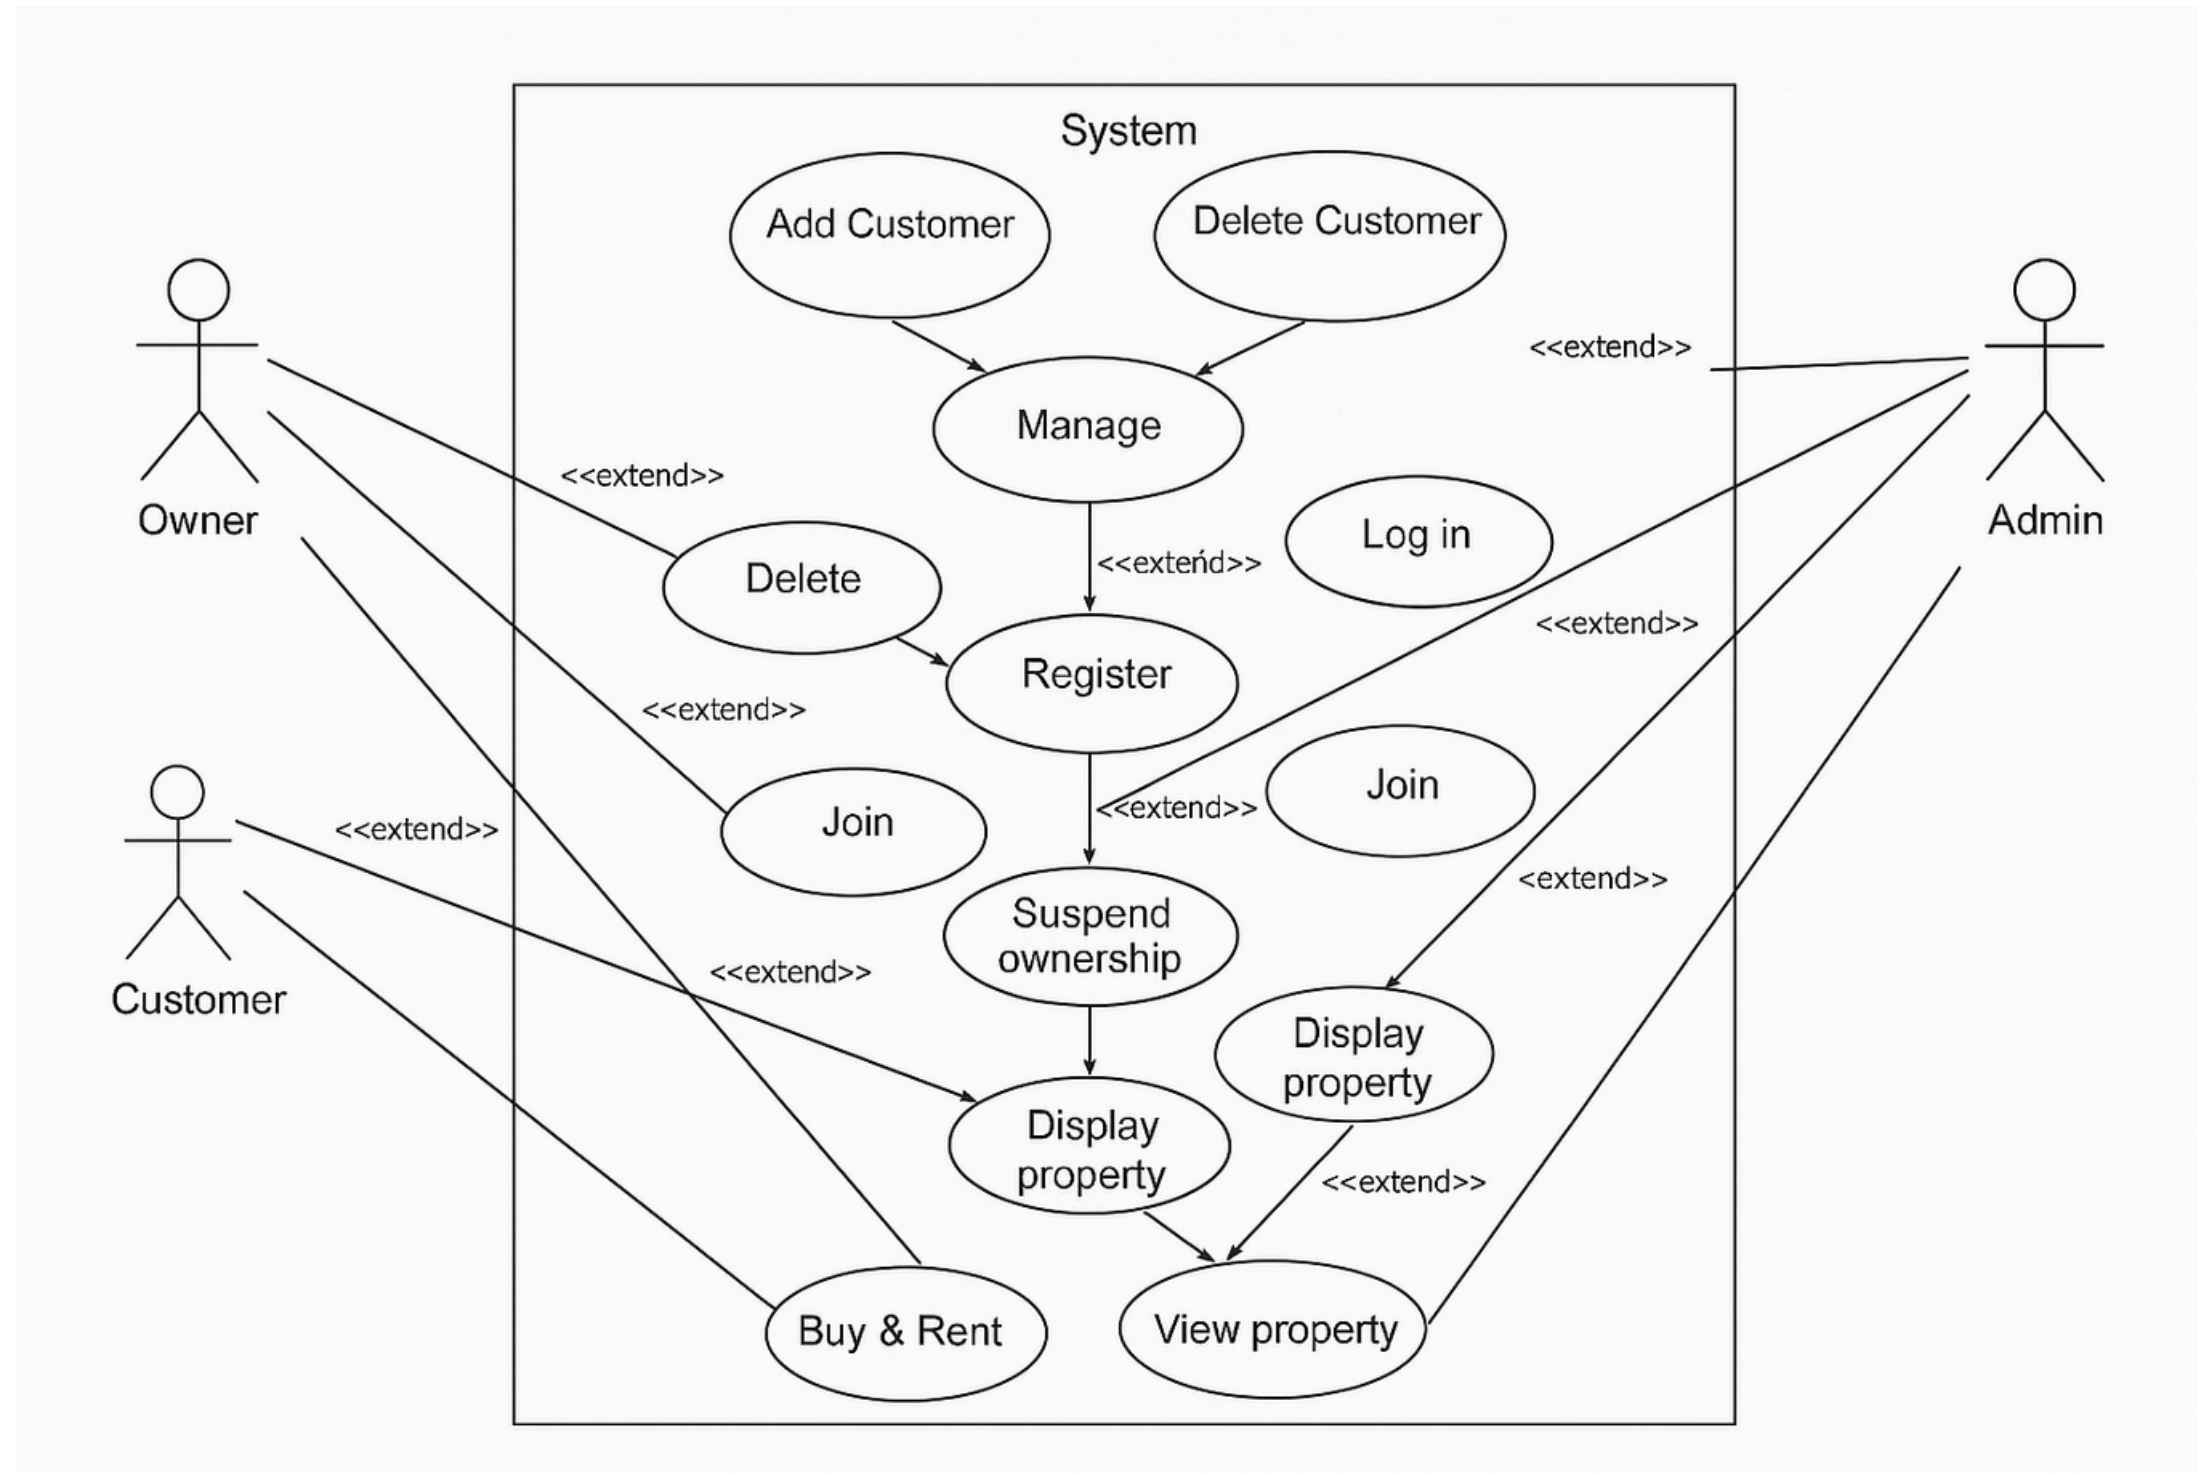 System
Add Customer
Delete Customer
<<extend>>
Manage
<<extend>>
Owner
Log in
Admin
<<exteńd>>
Delete
<<extend>>
Register
<<extend>>
Join
<<extend>>
Join
<<extend>>
<extend>>
Suspend
ownership
<<extend>>
Customer
Display
property
Display
property
<<extend>>
Buy & Rent
View property